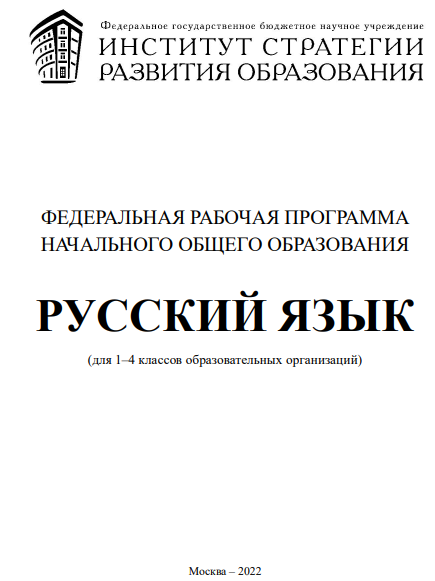 Федеральное государственное бюджетное научное учреждение
ИНСТИТУТ СТРАТЕГИИ
РАЗВИТИЯ ОБРАЗОВАНИЯ
ФЕДЕРАЛЬНАЯ РАБОЧАЯ ПРОГРАММА
НАЧАЛЬНОГО ОБЩЕГО ОБРАЗОВАНИЯ
РУССКИЙ ЯЗЫК
(для 1–4 классов образовательных организаций)
Москва – 2022